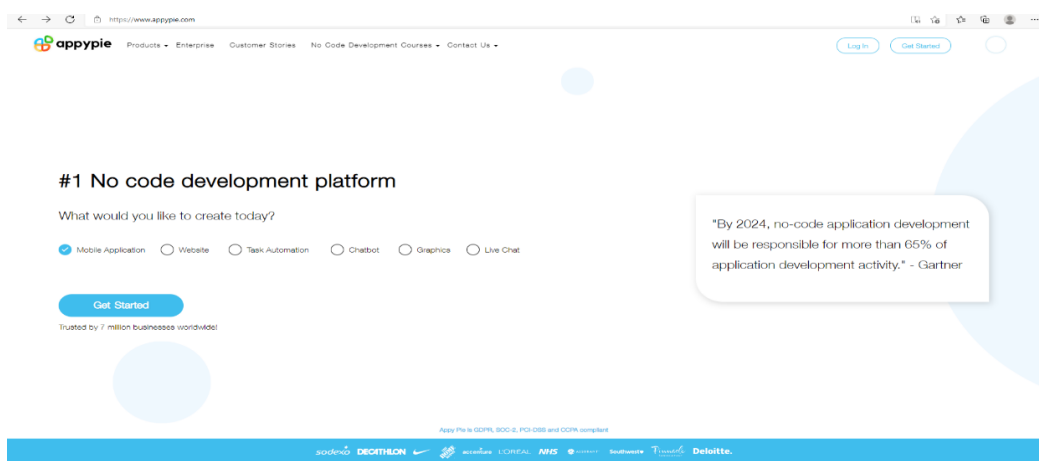 https://www.appypie.com
appypie Products Enterprise Customer Stories No Code Development Courses Contact Us Log In Get Started
#1 No code development platform
What would you like to create today?
Mobile Application Website Task Automation Chatbot Graphics Live Chat
Get Started
Trusted by 7 million businesses worldwide!
"By 2024, no-code application development
will be responsible for more than 65% of
application development activity." - Gartner
Appy Pie is GDPR, SOC-2, PCI-DSS and CCPA compliant
sodexo DECATHLON accenture LOREAL NHS Southwaste Pinnacle Deloitte.